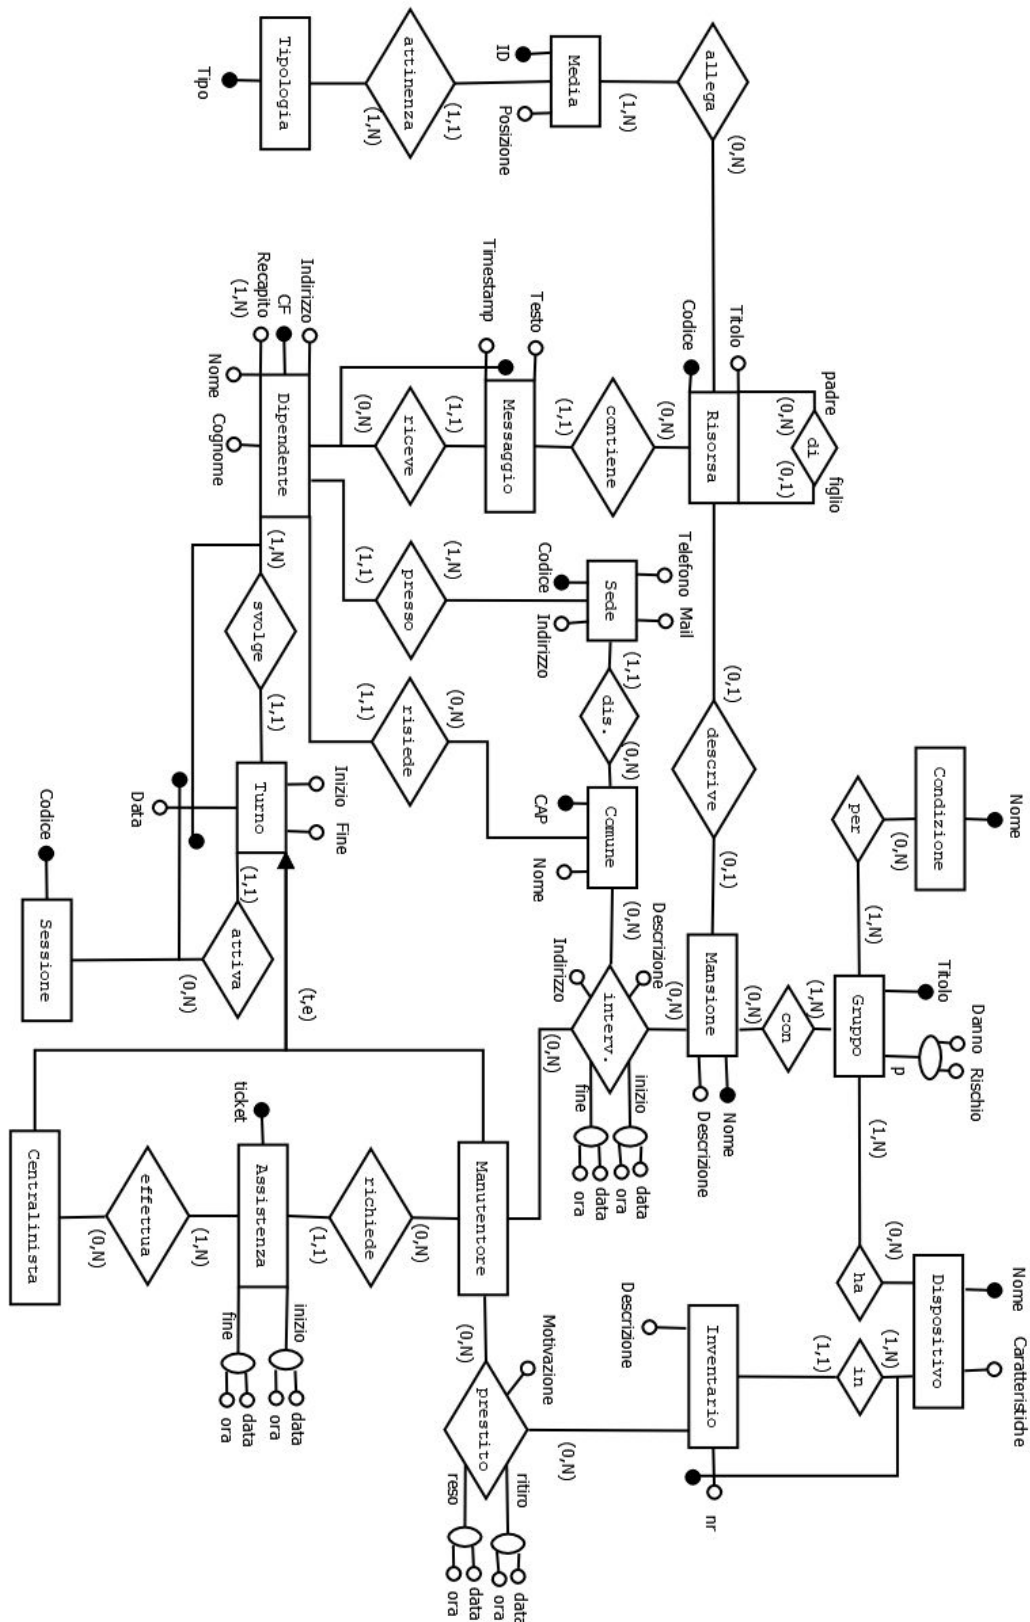 Tipologia
Tipo
attinenza
(1,N)
(1,1)
Media
ID
Posizione
(1,N)
allega
(0,N)
Risorsa
Titolo
Codice
padre
(0,N)
di
(0,1)
figlio
(0,N)
contiene
(1,1)
Messaggio
Testo
Timestamp
(1,1)
riceve
(0,N)
Dipendente
Indirizzo
CF
Recapito
(1,N)
Nome
Cognome
(1,N)
svolge
(1,1)
(1,1)
presso
(1,N)
Sede
Codice
Indirizzo
Telefono
Mail
(1,1)
dis.
(0,N)
Comune
CAP
Nome
(0,N)
risiede
(1,1)
(0,1)
descrive
(0,1)
Turno
Inizio
Fine
Data
(1,1)
attiva
(0,N)
Sessione
Codice
(t,e)
(0,N)
interv.
Descrizione
Indirizzo
(0,N)
(0,N)
inizio
data
ora
fine
data
ora
Mansione
Nome
Descrizione
(0,N)
con
(1,N)
Gruppo
Titolo
Danno
Rischio
p
(1,N)
per
(0,N)
Condizione
Nome
(1,N)
ha
(0,N)
Dispositivo
Nome
Caratteristiche
(1,N)
in
(1,1)
Inventario
Descrizione
nr
(0,N)
prestito
Motivazione
(0,N)
ritiro
data
ora
reso
data
ora
Manutentore
(0,N)
richiede
(1,1)
Assistenza
ticket
inizio
data
ora
fine
data
ora
(1,N)
effettua
(0,N)
Centralinista